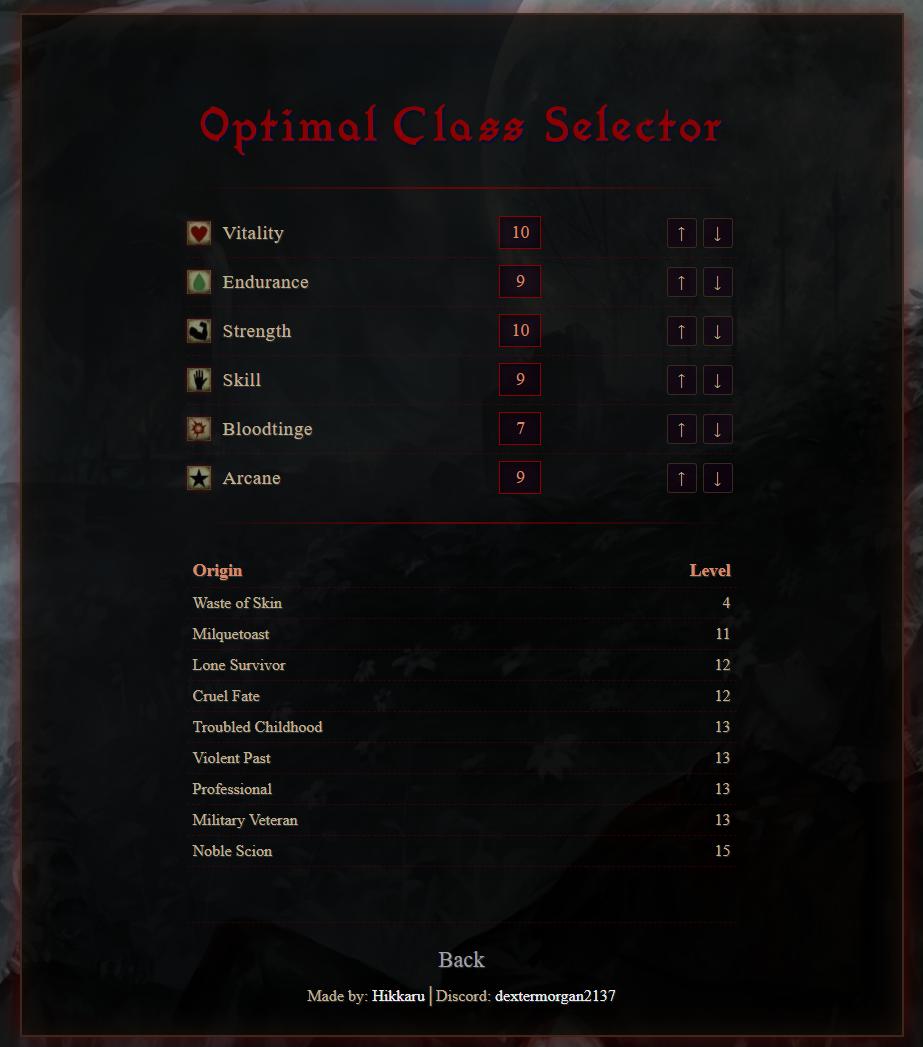 Optimal Class Selector
Vitality 10 ↑ ↓
Endurance 9 ↑ ↓
Strength 10 ↑ ↓
Skill 9 ↑ ↓
Bloodtinge 7 ↑ ↓
Arcane 9 ↑ ↓
Origin Level
Waste of Skin 4
Milquetoast 11
Lone Survivor 12
Cruel Fate 12
Troubled Childhood 13
Violent Past 13
Professional 13
Military Veteran 13
Noble Scion 15
Back
Made by: Hikkaru | Discord: dextermorgan2137